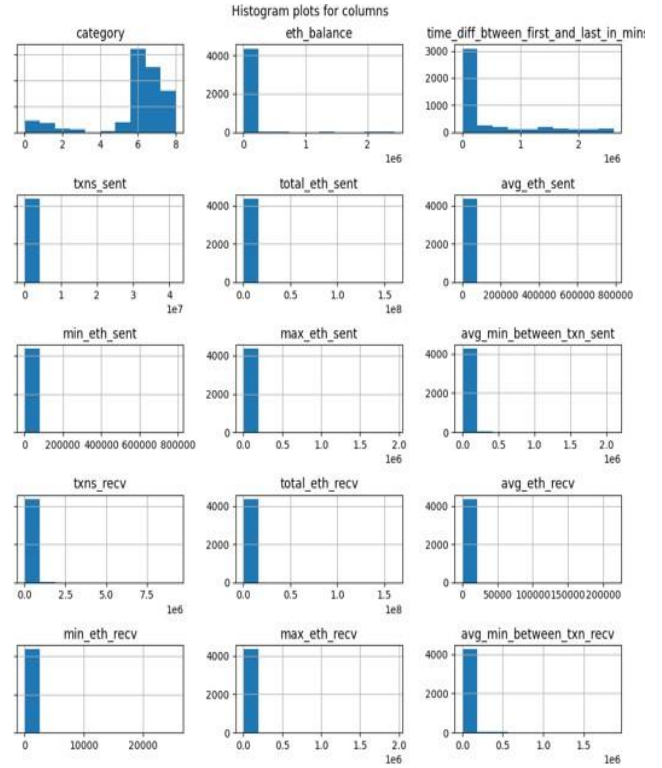 Histogram plots for columns
category eth_balance time_diff_btween_first_and_last_in_mins
4000
2000
0
3000
2000
1000
0
0 2 4 6 8 0 1 2 0 1 2
1e6 1e6
txns_sent total_eth_sent avg_eth_sent
4000
2000
0
4000
2000
0
0 1 2 3 4 0.0 0.5 1.0 1.5 0 200000 400000 600000 800000
1e7 1e8
min_eth_sent max_eth_sent avg_min_between_txn_sent
4000
2000
0
4000
2000
0
0 200000 400000 600000 800000 0.0 0.5 1.0 1.5 2.0 0.0 0.5 1.0 1.5 2.0
1e6 1e6
txns_recv total_eth_recv avg_eth_recv
4000
2000
0
4000
2000
0
0.0 2.5 5.0 7.5 0.0 0.5 1.0 1.5 0 50000 100000 150000 200000
1e6 1e8
min_eth_recv max_eth_recv avg_min_between_txn_recv
4000
2000
0
4000
2000
0
0 10000 20000 0.0 0.5 1.0 1.5 2.0 0.0 0.5 1.0 1.5
1e6 1e6